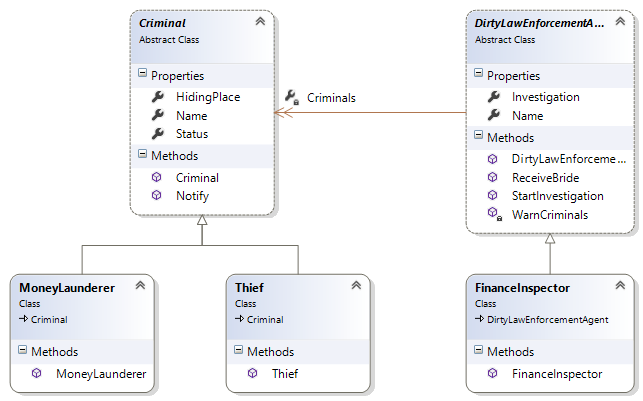 Criminal
Abstract Class
Properties
HidingPlace
Name
Status
Methods
Criminal
Notify
Criminals
DirtyLawEnforcementA...
Abstract Class
Properties
Investigation
Name
Methods
DirtyLawEnforceme...
ReceiveBride
StartInvestigation
WarnCriminals
MoneyLaunderer
Class
Criminal
Methods
MoneyLaunderer
Thief
Class
Criminal
Methods
Thief
FinanceInspector
Class
DirtyLawEnforcementAgent
Methods
FinanceInspector